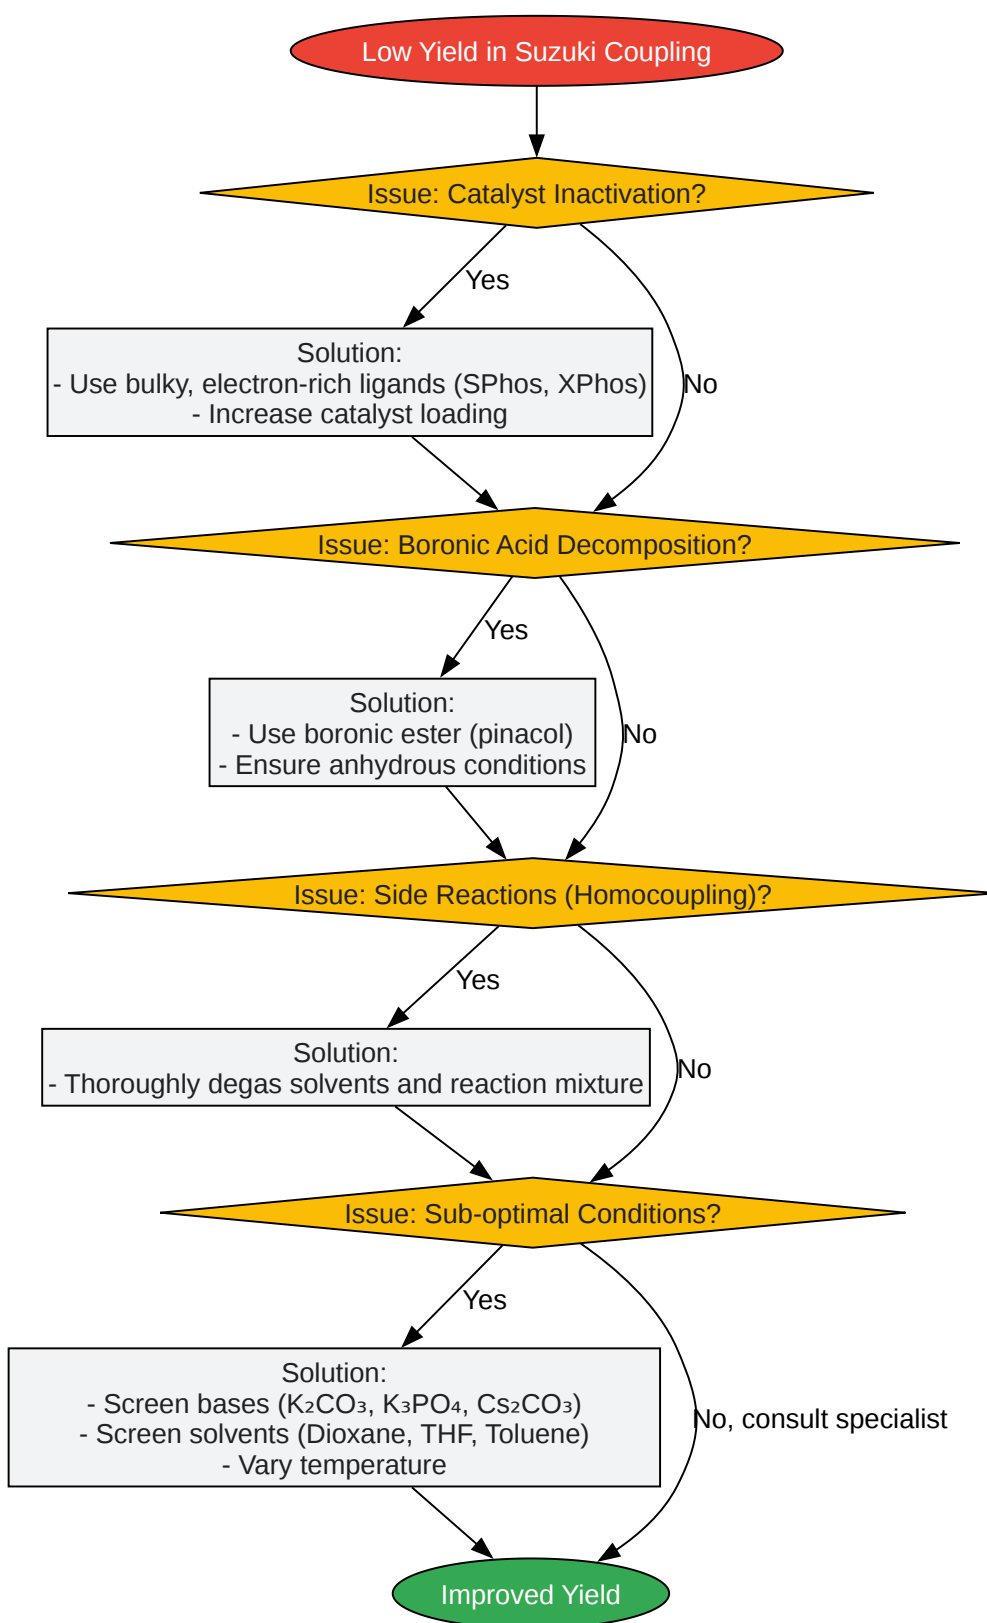 Low Yield in Suzuki Coupling
Issue: Catalyst Inactivation?
Yes
Solution:
- Use bulky, electron-rich ligands (SPhos, XPhos)
- Increase catalyst loading
No
Issue: Boronic Acid Decomposition?
Yes
Solution:
- Use boronic ester (pinacol)
- Ensure anhydrous conditions
No
Issue: Side Reactions (Homocoupling)?
Yes
Solution:
- Thoroughly degas solvents and reaction mixture
No
Issue: Sub-optimal Conditions?
Yes
Solution:
- Screen bases (K₂CO₃, K₃PO₄, Cs₂CO₃)
- Screen solvents (Dioxane, THF, Toluene)
- Vary temperature
No, consult specialist
Improved Yield